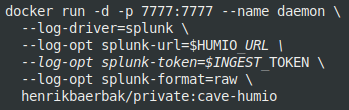 docker run -d -p 7777:7777 --name daemon \
  --log-driver=splunk \
  --log-opt splunk-url=$HUMIO_URL \
  --log-opt splunk-token=$INGEST_TOKEN \
  --log-opt splunk-format=raw \
  henrikbaerbak/private:cave-humio